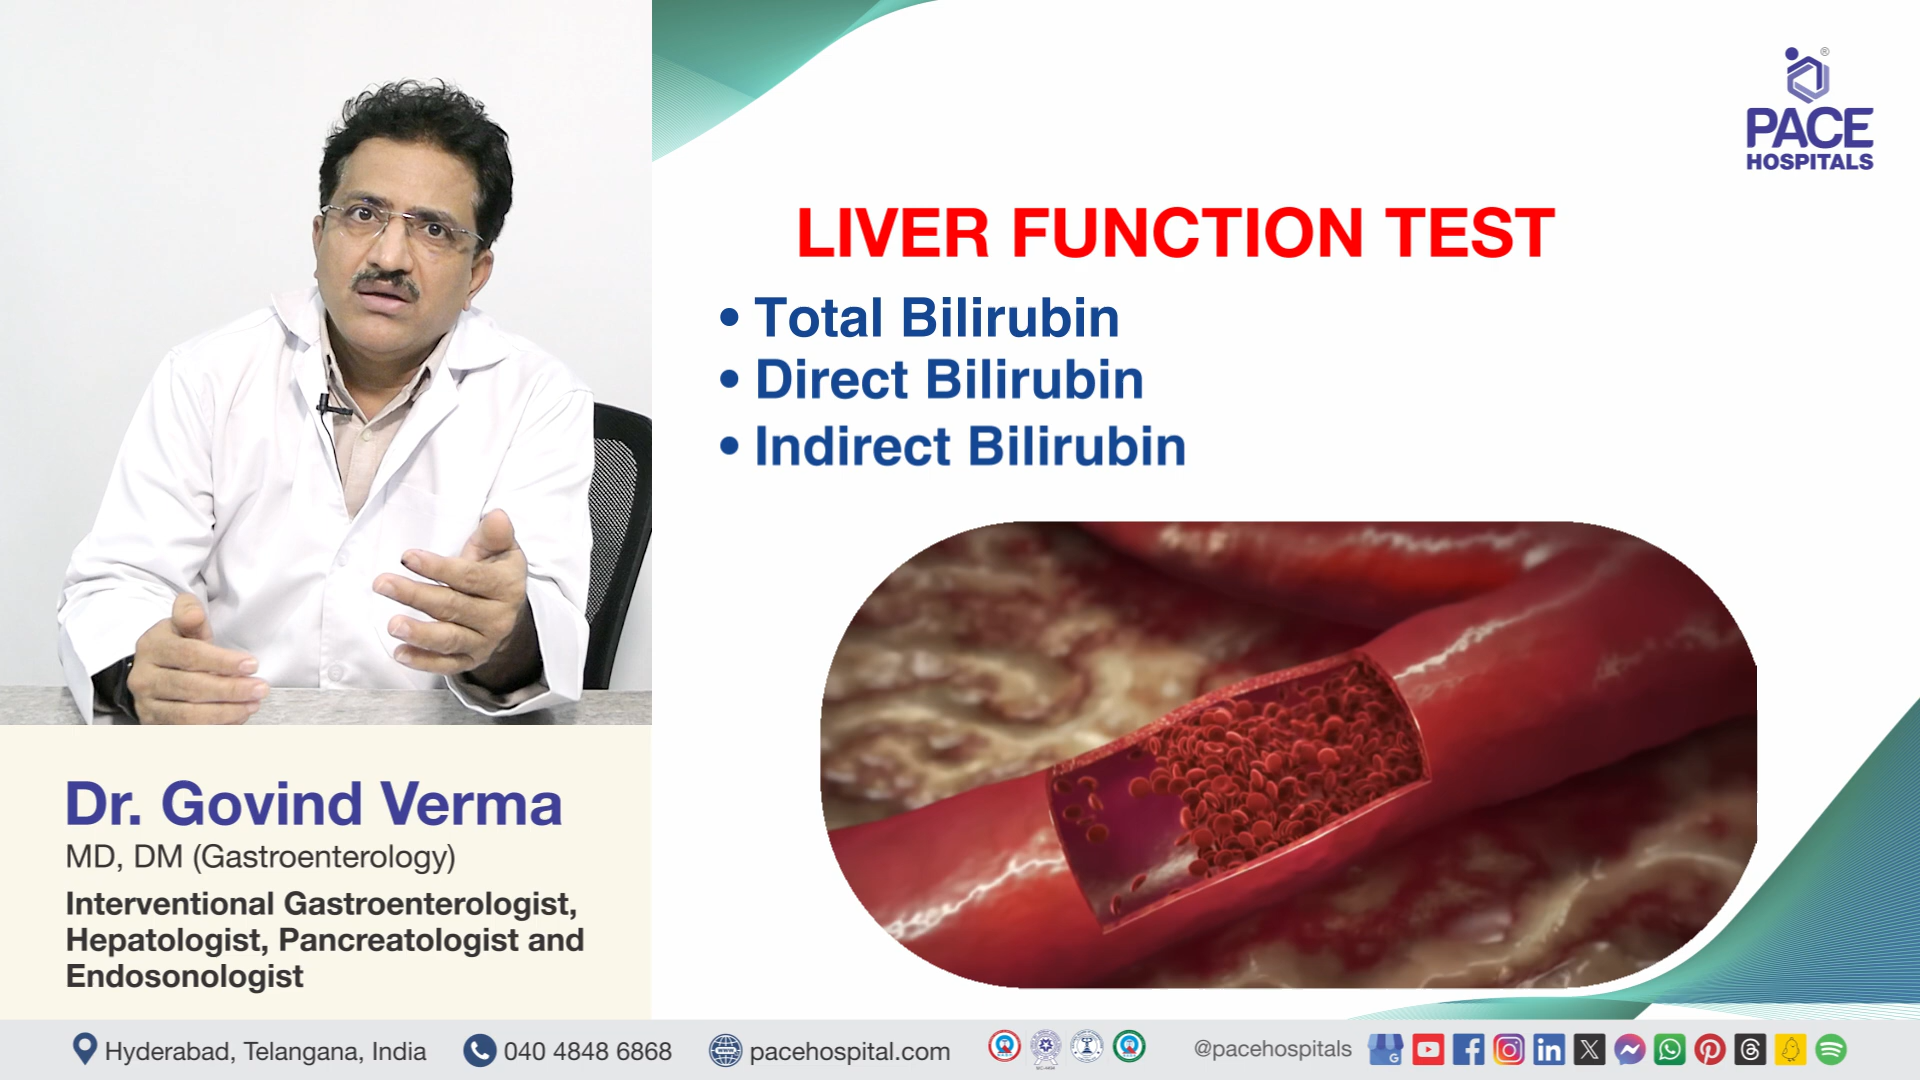 PACE
HOSPITALS
LIVER FUNCTION TEST
• Total Bilirubin
• Direct Bilirubin
• Indirect Bilirubin
Dr. Govind Verma
MD, DM (Gastroenterology)
Interventional Gastroenterologist,
Hepatologist, Pancreatologist and
Endosonologist
Hyderabad, Telangana, India
040 4848 6868
pacehospital.com
@pacehospitals